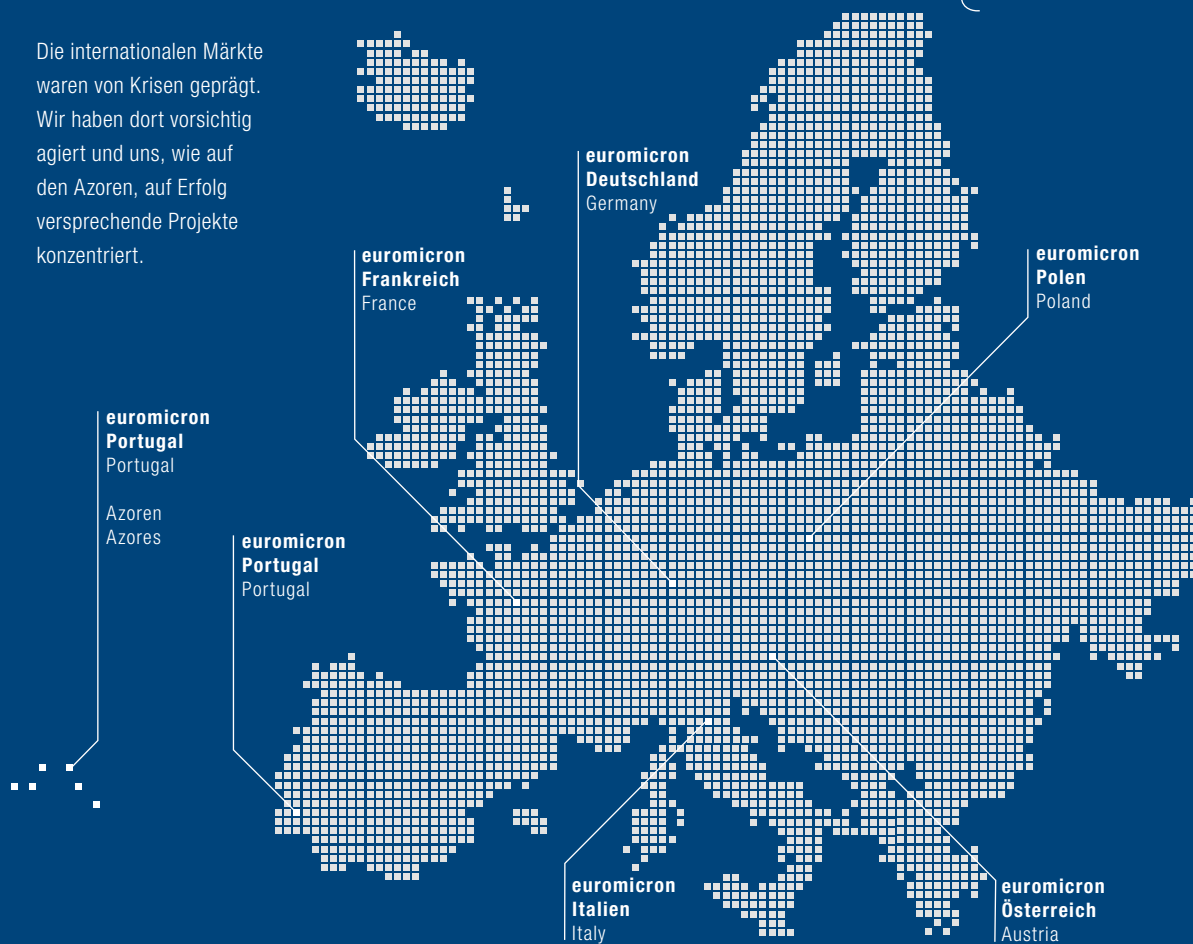 Die internationalen Märkte
waren von Krisen geprägt.
Wir haben dort vorsichtig
agiert und uns, wie auf
den Azoren, auf Erfolg
versprechende Projekte
konzentriert.
euromicron
Deutschland
Germany
euromicron
Frankreich
France
euromicron
Polen
Poland
euromicron
Portugal
Portugal
Azoren
Azores
euromicron
Portugal
Portugal
euromicron
Italien
Italy
euromicron
Österreich
Austria